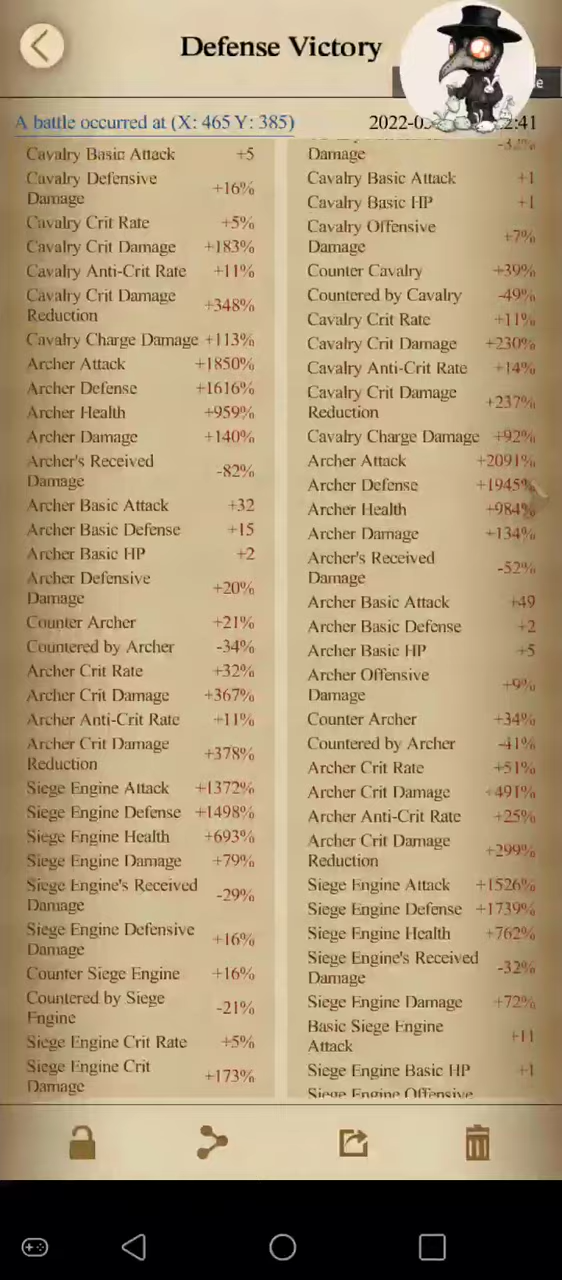 Defense Victory
e
A battle occurred at (X: 465 Y: 385)
2022-0
2:41
Cavalry Basic Attack +5
Cavalry Defensive
Damage +16%
Cavalry Crit Rate +5%
Cavalry Crit Damage +183%
Cavalry Anti-Crit Rate +11%
Cavalry Crit Damage
Reduction +348%
Cavalry Charge Damage +113%
Archer Attack +1850%
Archer Defense +1616%
Archer Health +959%
Archer Damage +140%
Archer's Received
Damage -82%
Archer Basic Attack +32
Archer Basic Defense +15
Archer Basic HP +2
Archer Defensive
Damage +20%
Counter Archer +21%
Countered by Archer -34%
Archer Crit Rate +32%
Archer Crit Damage +367%
Archer Anti-Crit Rate +11%
Archer Crit Damage
Reduction +378%
Siege Engine Attack +1372%
Siege Engine Defense +1498%
Siege Engine Health +693%
Siege Engine Damage +79%
Siege Engine's Received
Damage -29%
Siege Engine Defensive
Damage +16%
Counter Siege Engine +16%
Countered by Siege
Engine -21%
Siege Engine Crit Rate +5%
Siege Engine Crit
Damage +173%
Damage -32%
Cavalry Basic Attack +1
Cavalry Basic HP +1
Cavalry Offensive
Damage +7%
Counter Cavalry +39%
Countered by Cavalry -49%
Cavalry Crit Rate +11%
Cavalry Crit Damage +230%
Cavalry Anti-Crit Rate +14%
Cavalry Crit Damage
Reduction +237%
Cavalry Charge Damage +92%
Archer Attack +2091%
Archer Defense +1945%
Archer Health +984%
Archer Damage +134%
Archer's Received
Damage -52%
Archer Basic Attack +49
Archer Basic Defense +2
Archer Basic HP +5
Archer Offensive
Damage +9%
Counter Archer +34%
Countered by Archer -41%
Archer Crit Rate +51%
Archer Crit Damage +491%
Archer Anti-Crit Rate +25%
Archer Crit Damage
Reduction +299%
Siege Engine Attack +1526%
Siege Engine Defense +1739%
Siege Engine Health +762%
Siege Engine's Received
Damage -32%
Siege Engine Damage +72%
Basic Siege Engine
Attack +11
Siege Engine Basic HP +1
Siege Engine Offensive